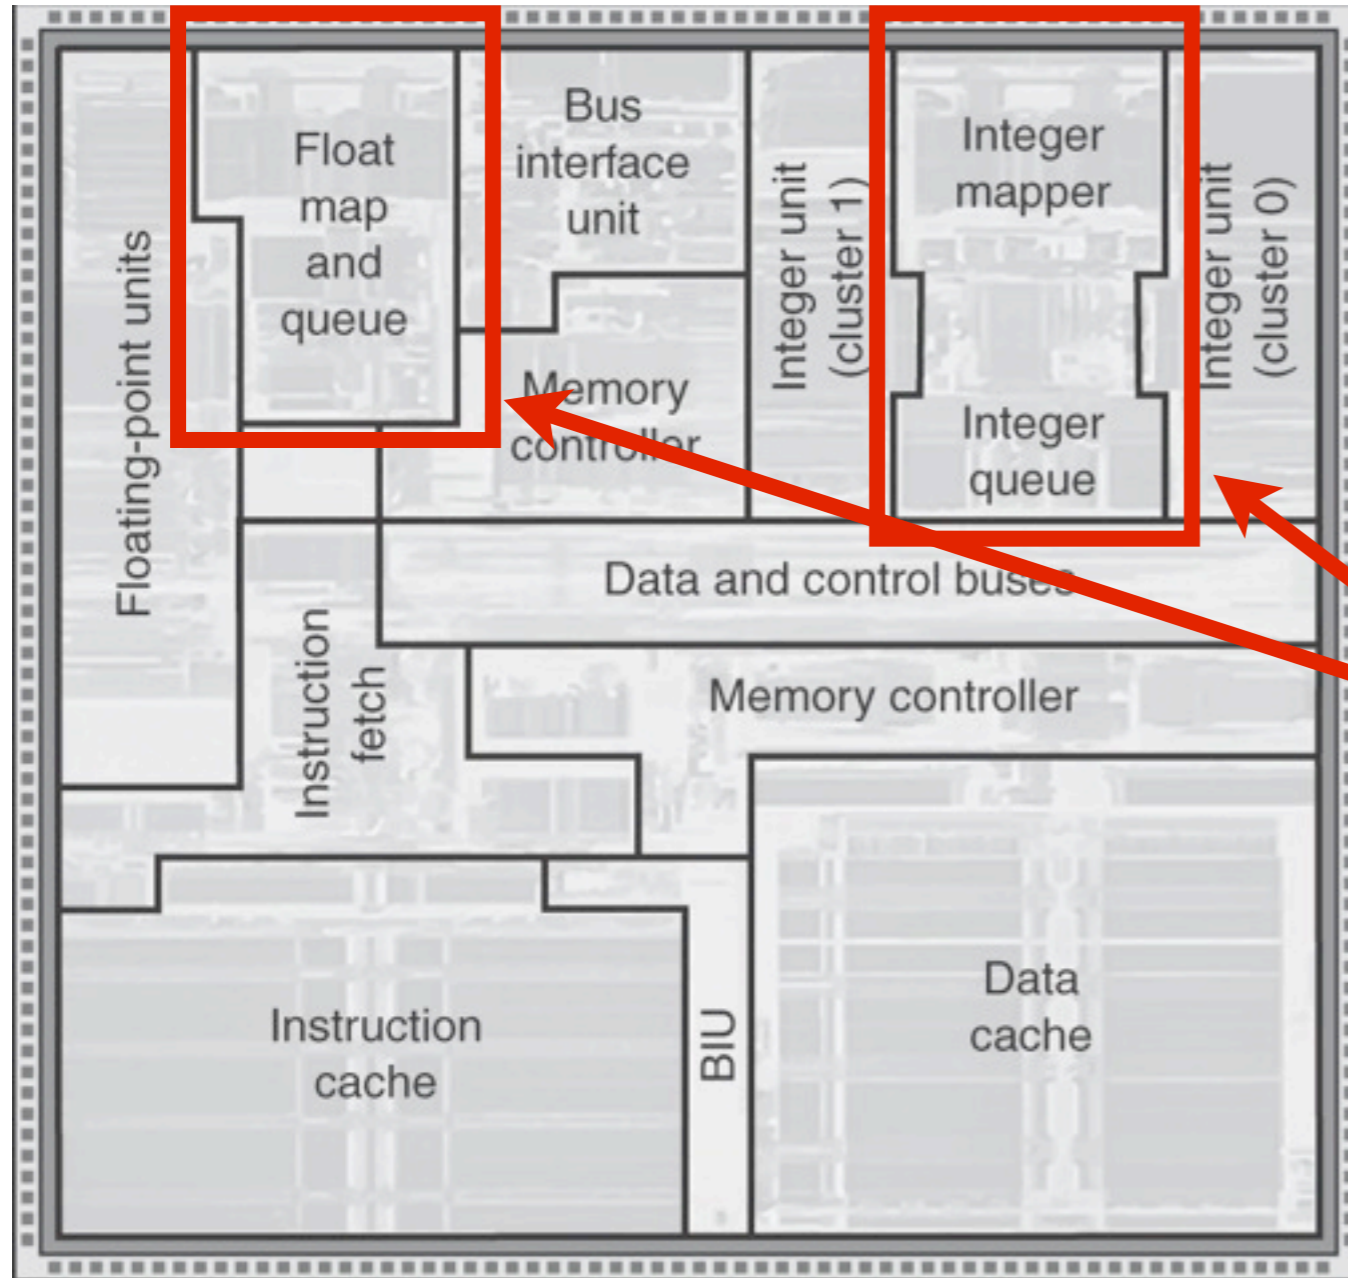 Float
map
and
queue
Bus
interface
unit
Integer unit
(cluster 1)
Integer
mapper
Integer unit
(cluster 0)
Floating-point units
Memory
controller
Integer
queue
Data and control buses
Instruction
fetch
Memory controller
Instruction
cache
BIU
Data
cache